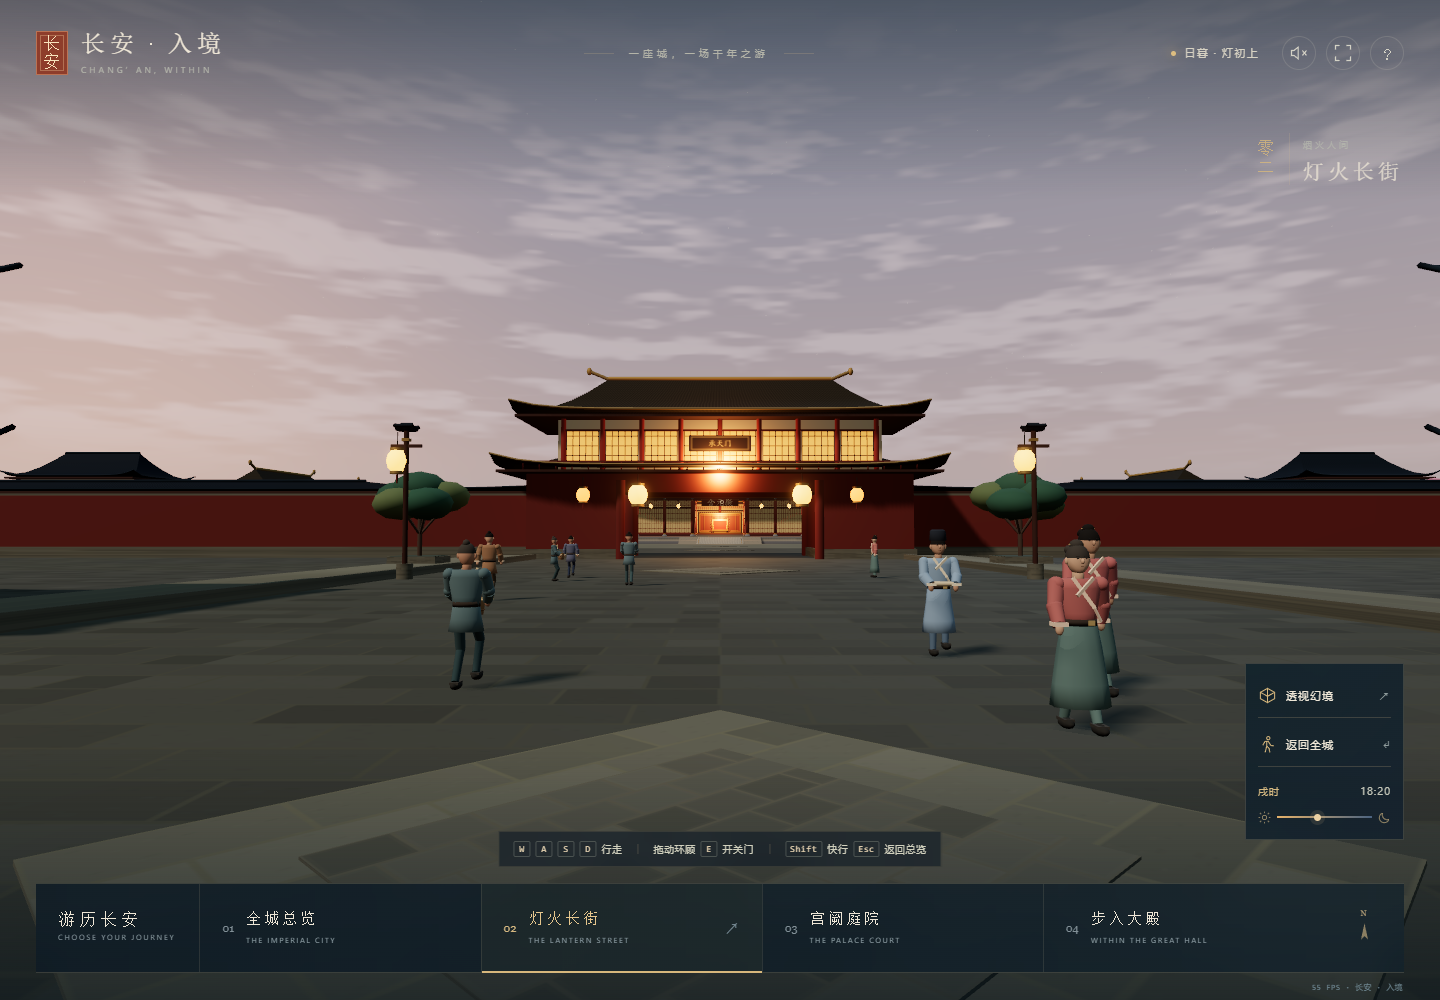 长安
长安 · 入境
CHANG' AN, WITHIN
一座城，一场千年之游
日暮 · 灯初上
?
零二
灯火长街
承天门
透视幻境
返回全城
戌时 18:20
W A S D 行走 拖动环顾 E 开关门 Shift 快行 Esc 返回总览
游历长安
CHOOSE YOUR JOURNEY
01 全城总览
THE IMPERIAL CITY
02 灯火长街
THE LANTERN STREET
03 宫阙庭院
THE PALACE COURT
04 步入大殿
WITHIN THE GREAT HALL
N
55 FPS · 长安 · 入境